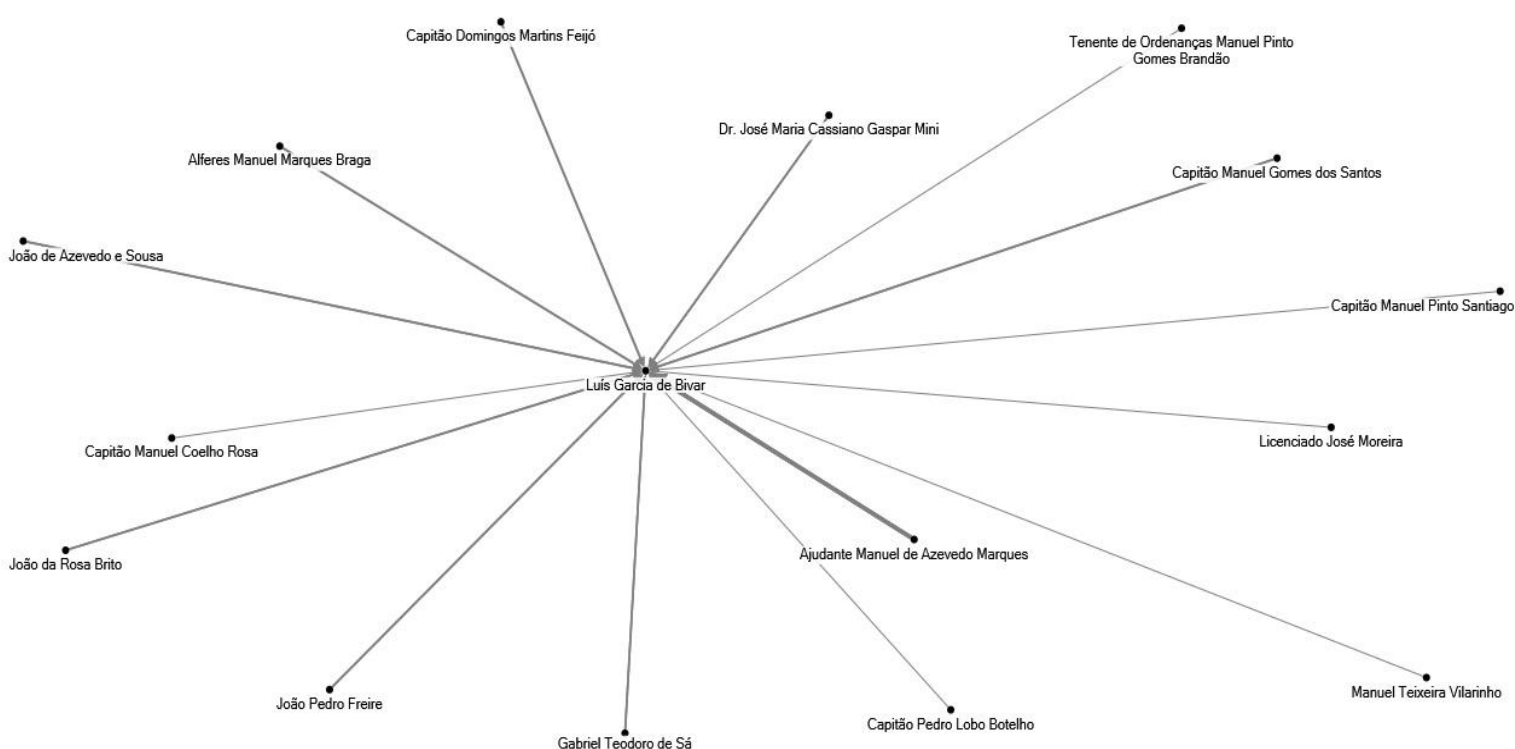 Capitão Domingos Martins Feijó
Tenente de Ordenanças Manuel Pinto
Gomes Brandão
Dr. José Maria Cassiano Gaspar Mini
Alferes Manuel Marques Braga
Capitão Manuel Gomes dos Santos
João de Azevedo e Sousa
Capitão Manuel Pinto Santiago
Luís Garcia de Bivar
Capitão Manuel Coelho Rosa
Licenciado José Moreira
João da Rosa Brito
Ajudante Manuel de Azevedo Marques
João Pedro Freire
Manuel Teixeira Vilarinho
Capitão Pedro Lobo Botelho
Gabriel Teodoro de Sá